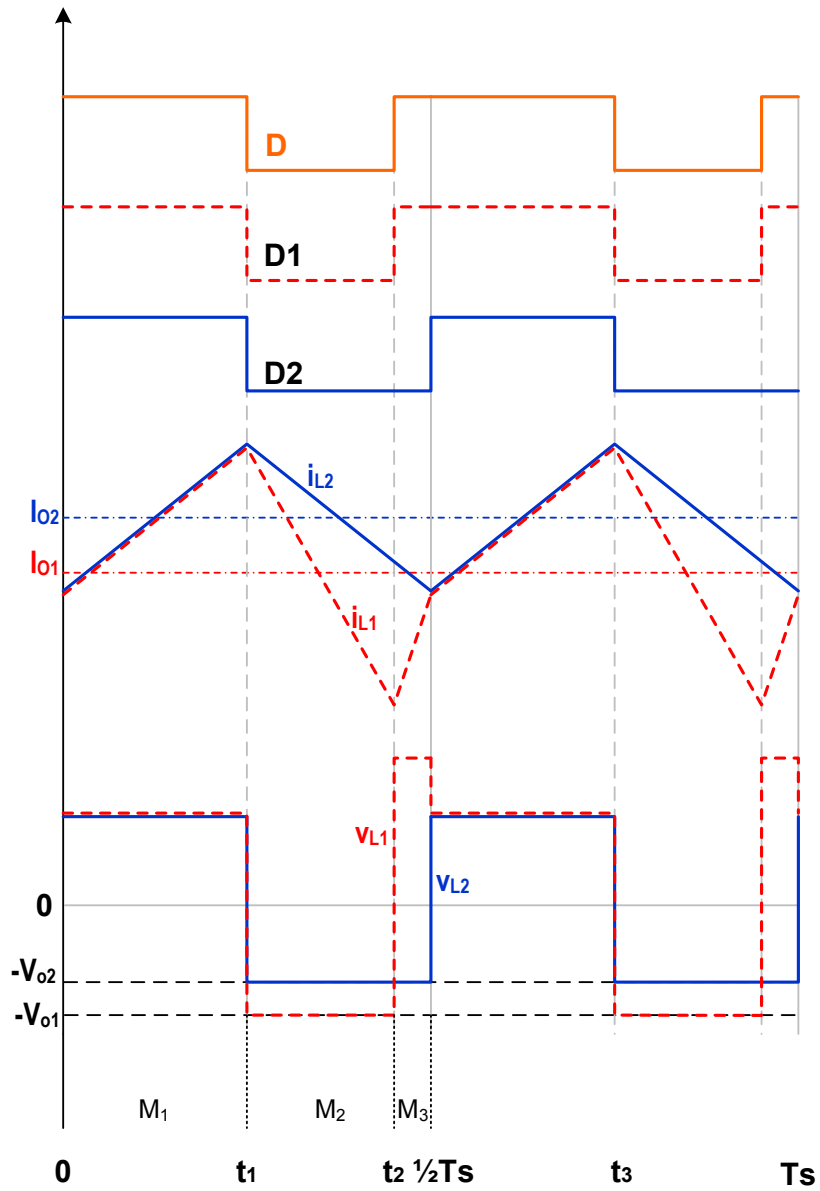 D
D1
D2
iL2
IO2
IO1
iL1
vL1
vL2
0
-Vo2
-Vo1
M1 M2 M3
0 t1 t2 ½Ts t3 Ts